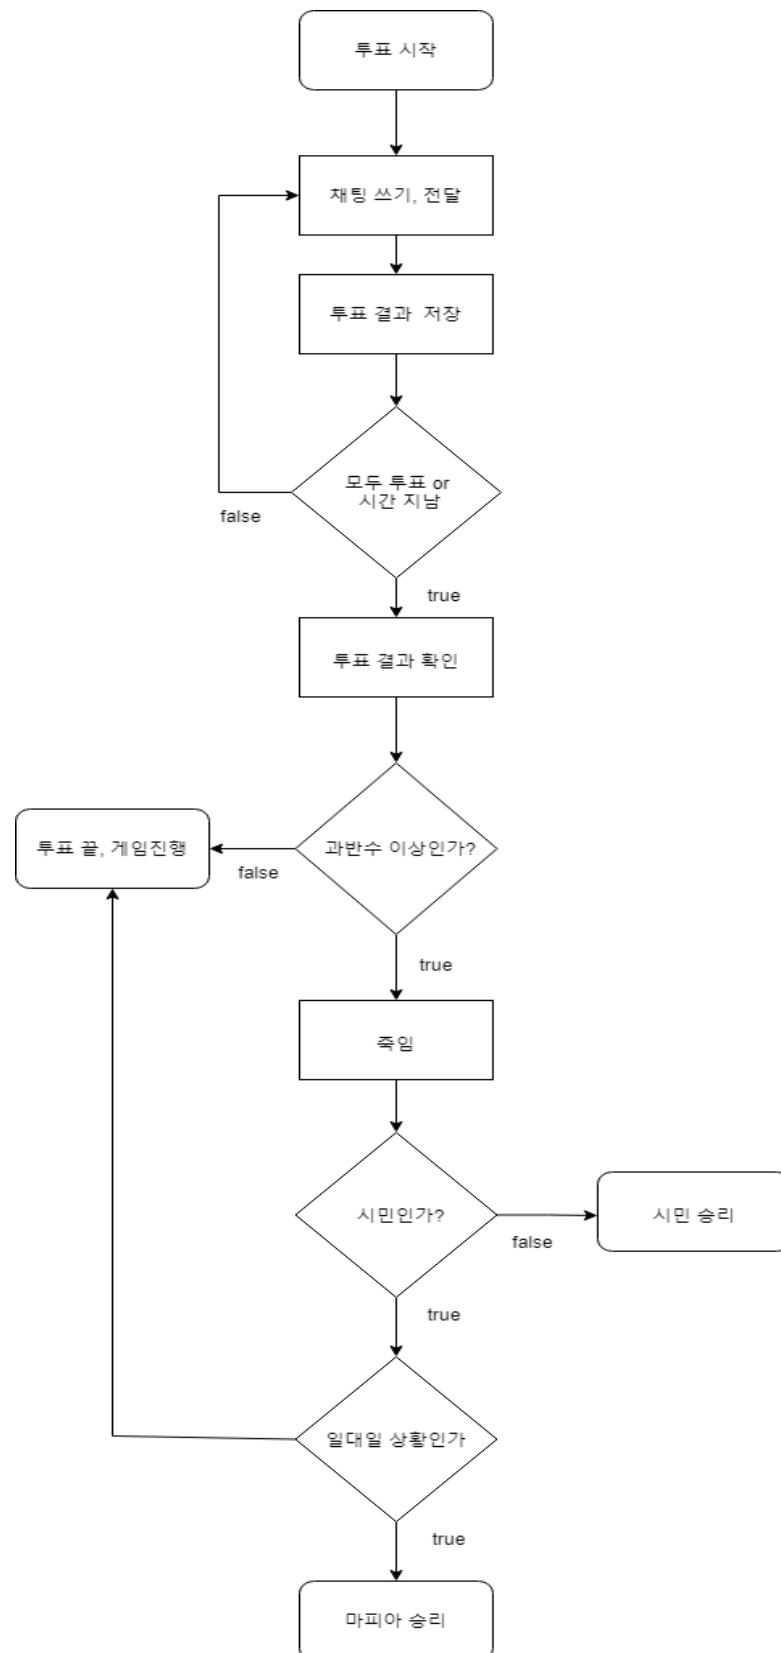 투표 시작
채팅 쓰기, 전달
투표 결과  저장
모두 투표 or
시간 지남
false
true
투표 결과 확인
투표 끝, 게임진행
과반수 이상인가?
false
true
죽임
시민인가?
시민 승리
false
true
일대일 상황인가
true
마피아 승리